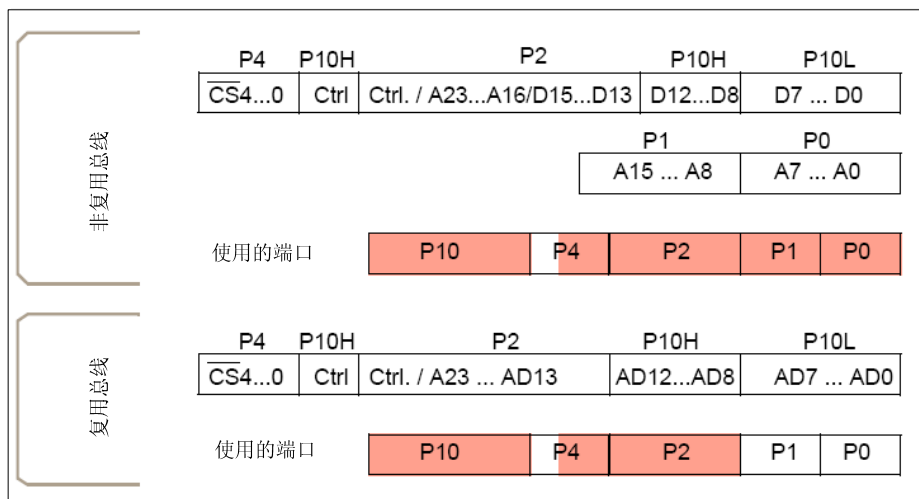 非复用总线
P4 P10H P2 P10H P10L
CS4...0 Ctrl Ctrl. / A23...A16/D15...D13 D12...D8 D7 ... D0
P1 P0
A15 ... A8 A7 ... A0
使用的端口 P10 P4 P2 P1 P0
复用总线
P4 P10H P2 P10H P10L
CS4...0 Ctrl Ctrl. / A23 ... AD13 AD12...AD8 AD7 ... AD0
使用的端口 P10 P4 P2 P1 P0